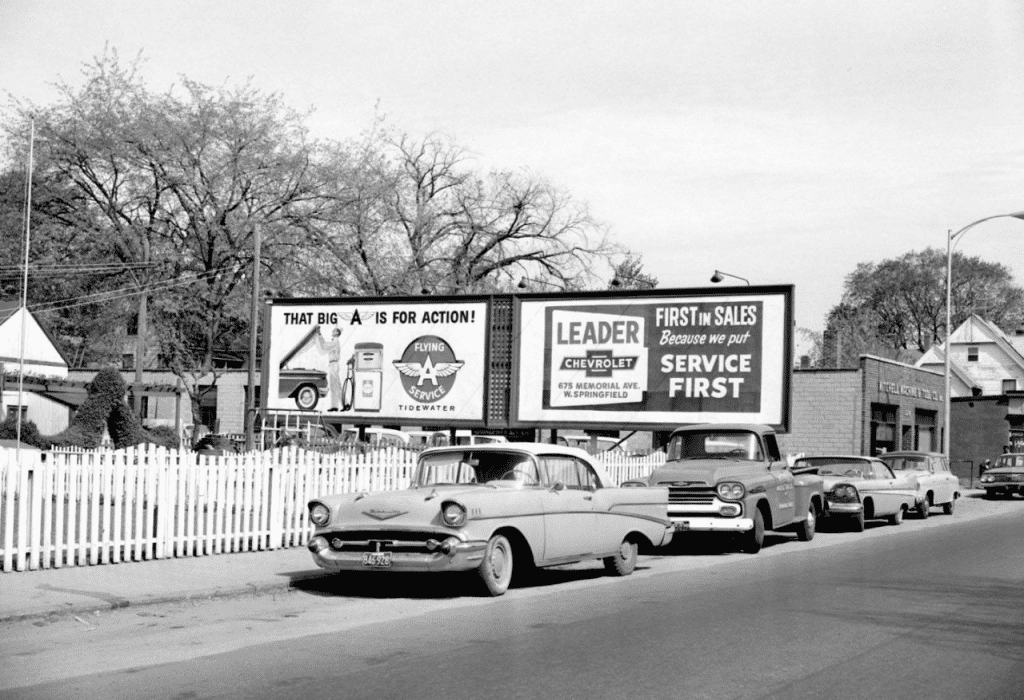 THAT BIG A IS FOR ACTION!
FLYING
A
SERVICE
TIDEWATER
LEADER
CHEVROLET
675 MEMORIAL AVE.
W. SPRINGFIELD
FIRST IN SALES
Because we put
SERVICE
FIRST